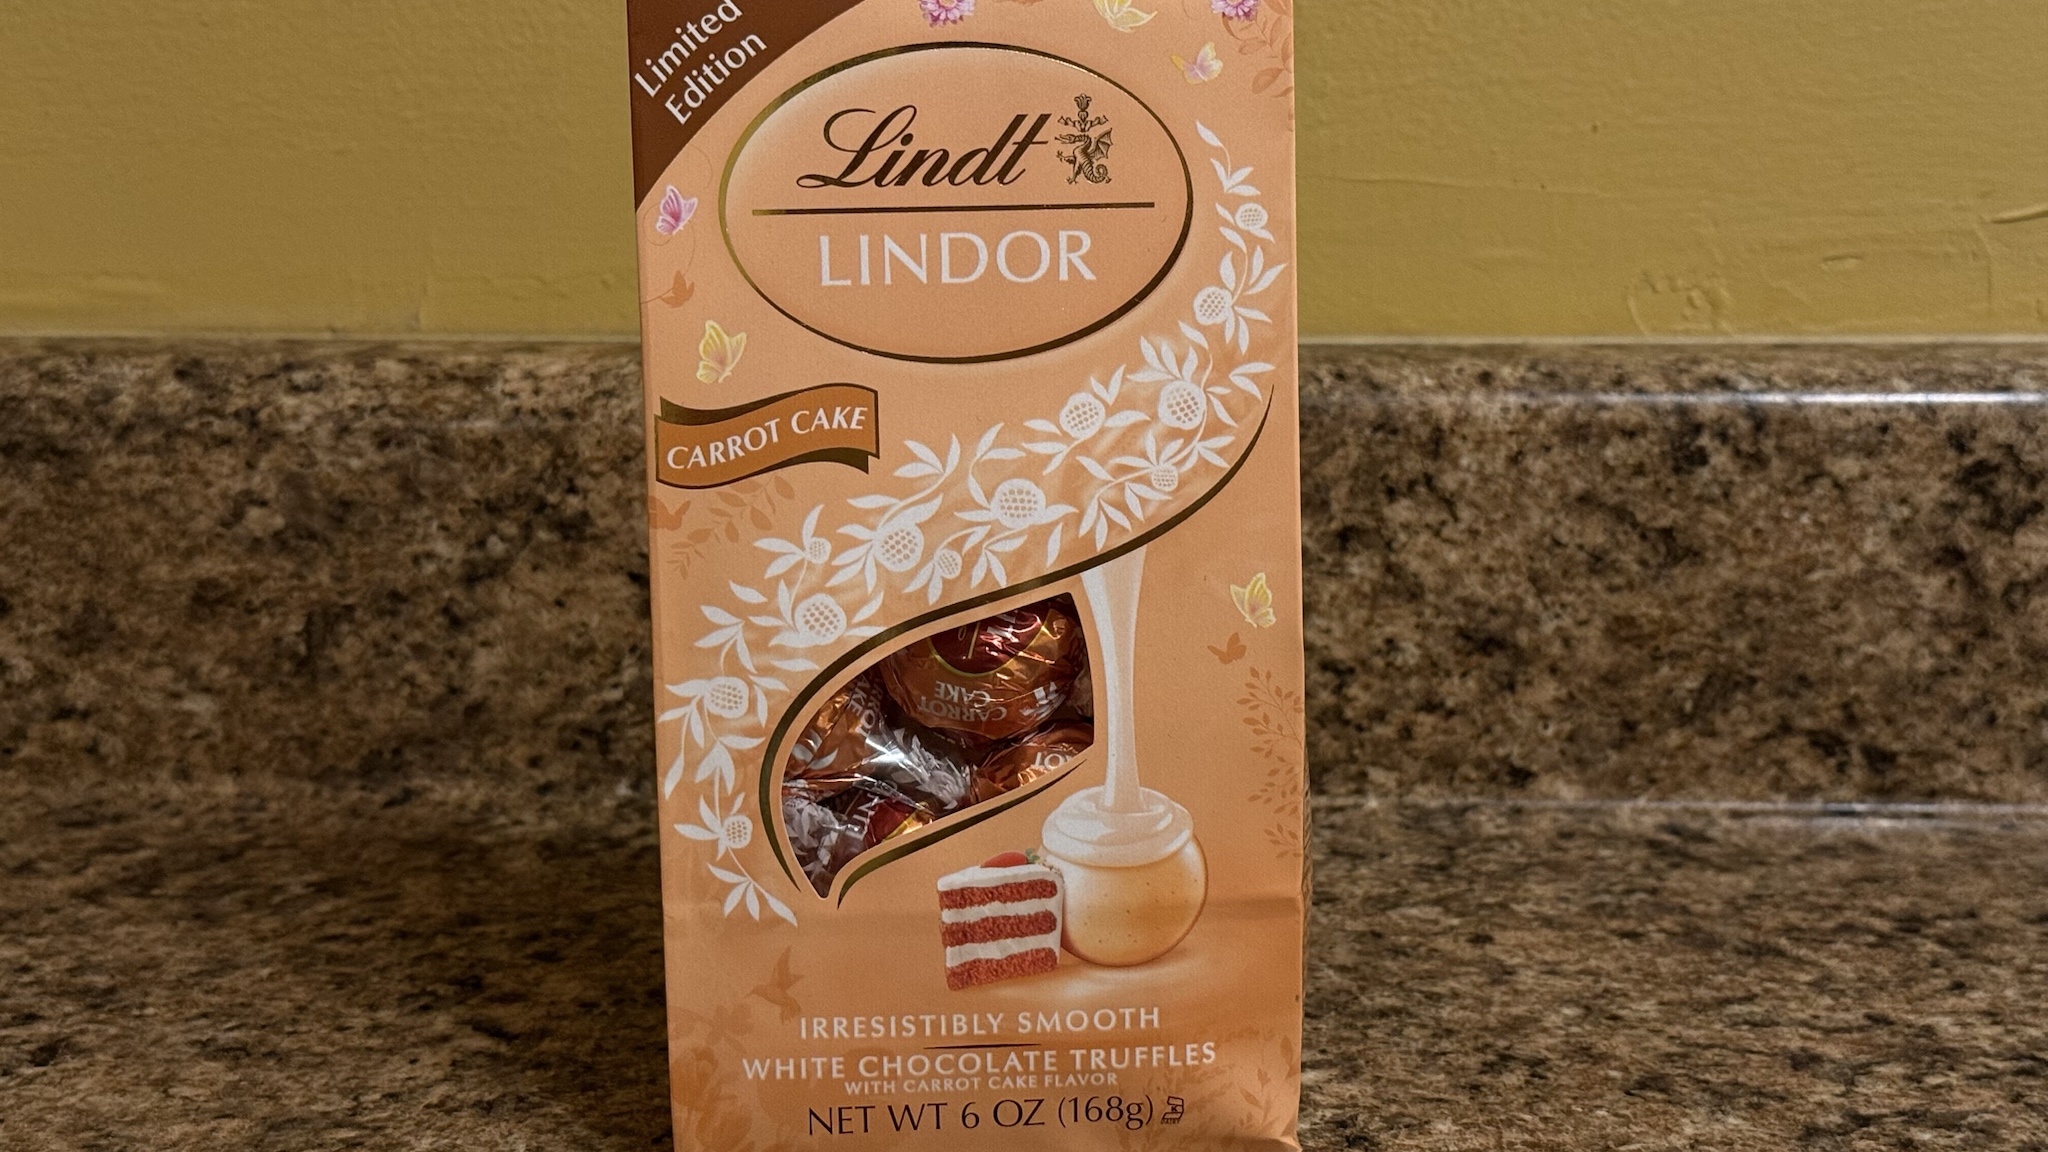 Limited
Edition
Lindt
LINDOR
CARROT CAKE
CARROT
CAKE
IRRESISTIBLY SMOOTH
WHITE CHOCOLATE TRUFFLES
WITH CARROT CAKE FLAVOR
NET WT 6 OZ (168g)
DAIRY